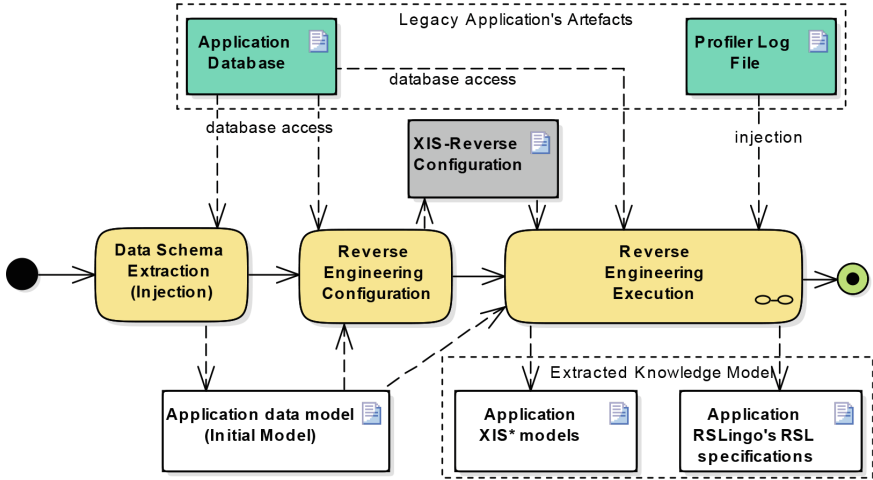 Legacy Application's Artefacts
Application
Database
Profiler Log
File
database access
database access
injection
XIS-Reverse
Configuration
Data Schema
Extraction
(Injection)
Reverse
Engineering
Configuration
Reverse
Engineering
Execution
Extracted Knowledge Model
Application data model
(Initial Model)
Application
XIS* models
Application
RSLingo's RSL
specifications